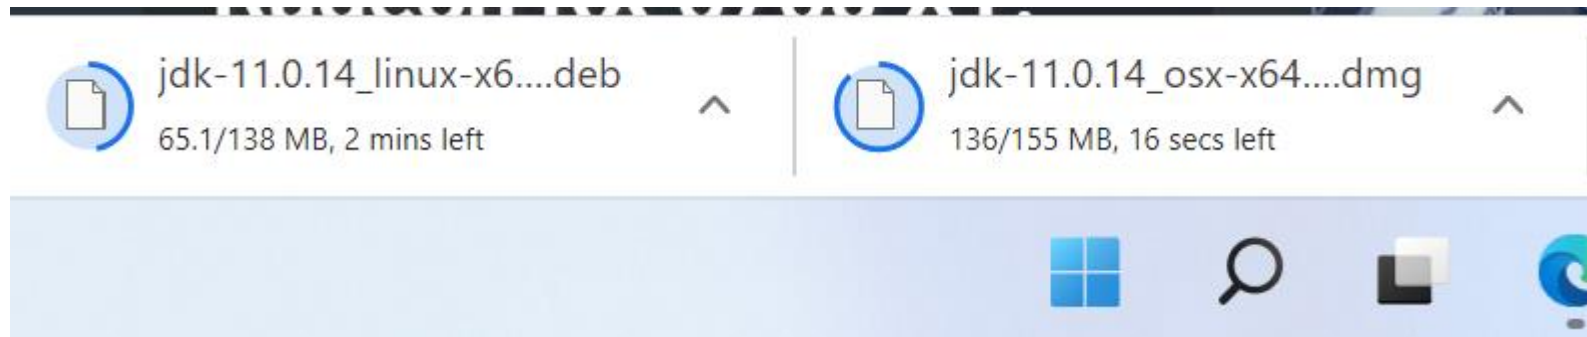 jdk-11.0.14_linux-x6....deb
65.1/138 MB, 2 mins left
jdk-11.0.14_osx-x64....dmg
136/155 MB, 16 secs left